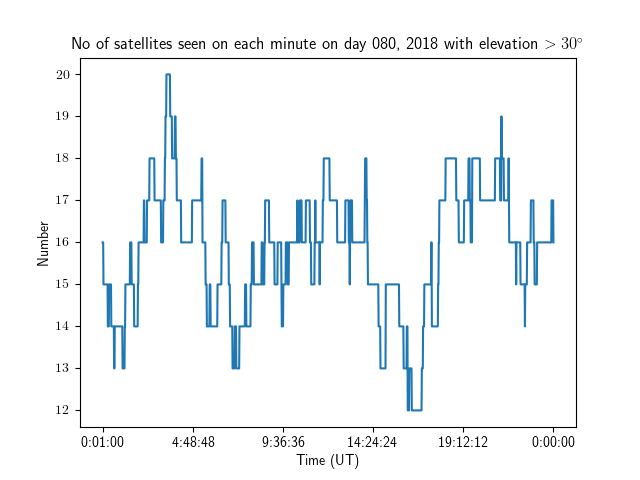 No of satellites seen on each minute on day 080, 2018 with elevation > 30°
20
19
18
17
16
15
14
13
12
Number
0:01:00 4:48:48 9:36:36 14:24:24 19:12:12 0:00:00
Time (UT)